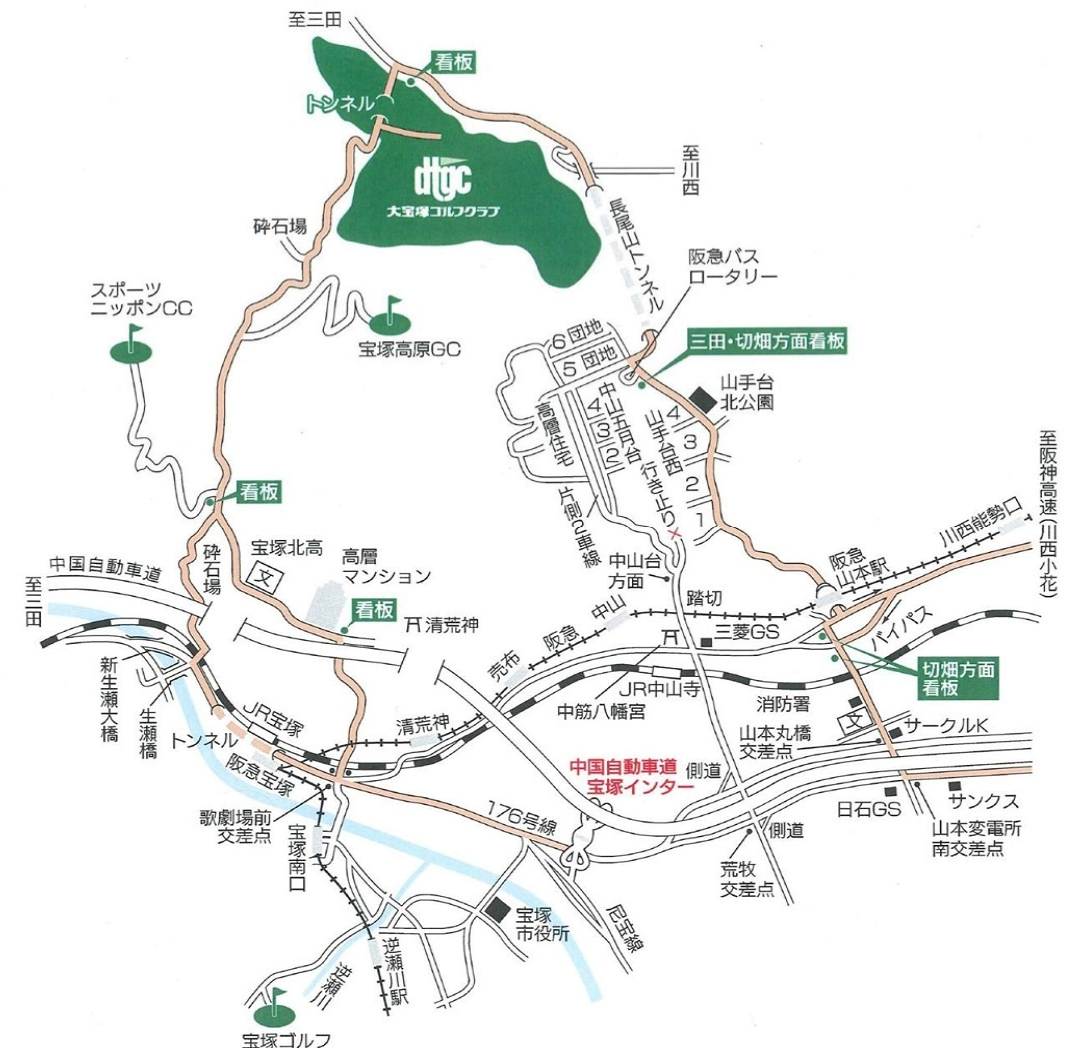 至三田
看板
トンネル
dtgc
大宝塚ゴルフクラブ
至川西
長尾山トンネル
砕石場
阪急バス
ロータリー
スポーツ
ニッポンCC
宝塚高原GC
三田・切畑方面看板
6団地
5団地
山手台
北公園
中山五月台
4
3
2
高層住宅
山手台西
4
3
2
1
行き止り
片側2車線
看板
至阪神高速(川西小花)
川西能勢口
砕石場
宝塚北高
文
高層
マンション
中山台
方面
阪急
山本駅
中国自動車道
至三田
看板
清荒神
中山
踏切
阪急
三菱GS
バイパス
売布
切畑方面
看板
新生瀬大橋
生瀬橋
JR宝塚
清荒神
中筋八幡宮
JR中山寺
消防署
文
サークルK
トンネル
山本丸橋
交差点
阪急宝塚
中国自動車道
宝塚インター
側道
日石GS
サンクス
歌劇場前
交差点
176号線
側道
山本変電所
南交差点
宝塚南口
荒牧
交差点
宝塚
市役所
尼宝線
逆瀬川駅
逆瀬川
宝塚ゴルフ